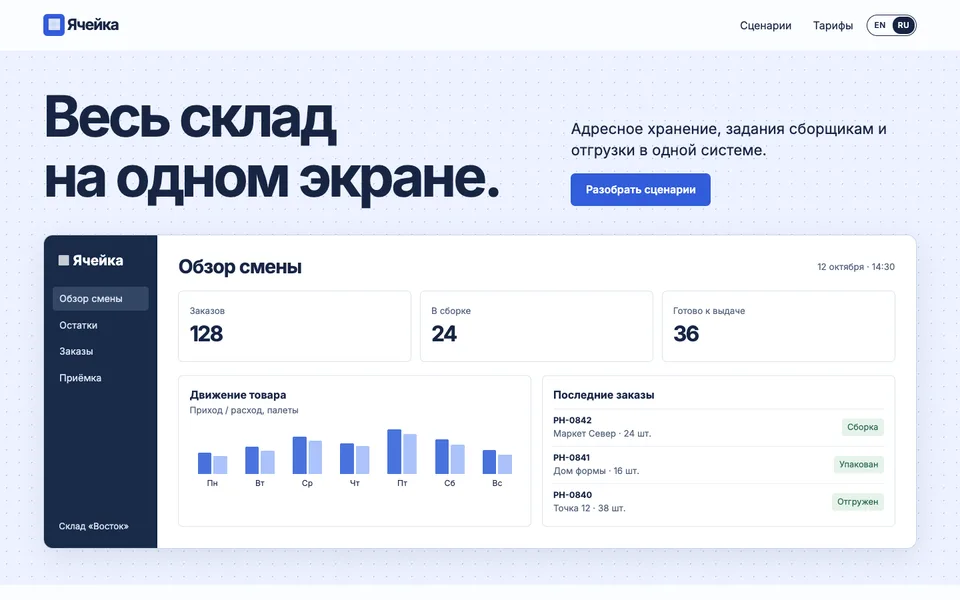 Ячейка
Сценарии
Тарифы
EN
RU
Весь склад
на одном экране.
Адресное хранение, задания сборщикам и
отгрузки в одной системе.
Разобрать сценарии
Ячейка
Обзор смены
Остатки
Заказы
Приёмка
Склад «Восток»
Обзор смены
12 октября · 14:30
Заказов
128
В сборке
24
Готово к выдаче
36
Движение товара
Приход / расход, палеты
Пн
Вт
Ср
Чт
Пт
Сб
Вс
Последние заказы
РН-0842
Маркет Север · 24 шт.
Сборка
РН-0841
Дом формы · 16 шт.
Упакован
РН-0840
Точка 12 · 38 шт.
Отгружен